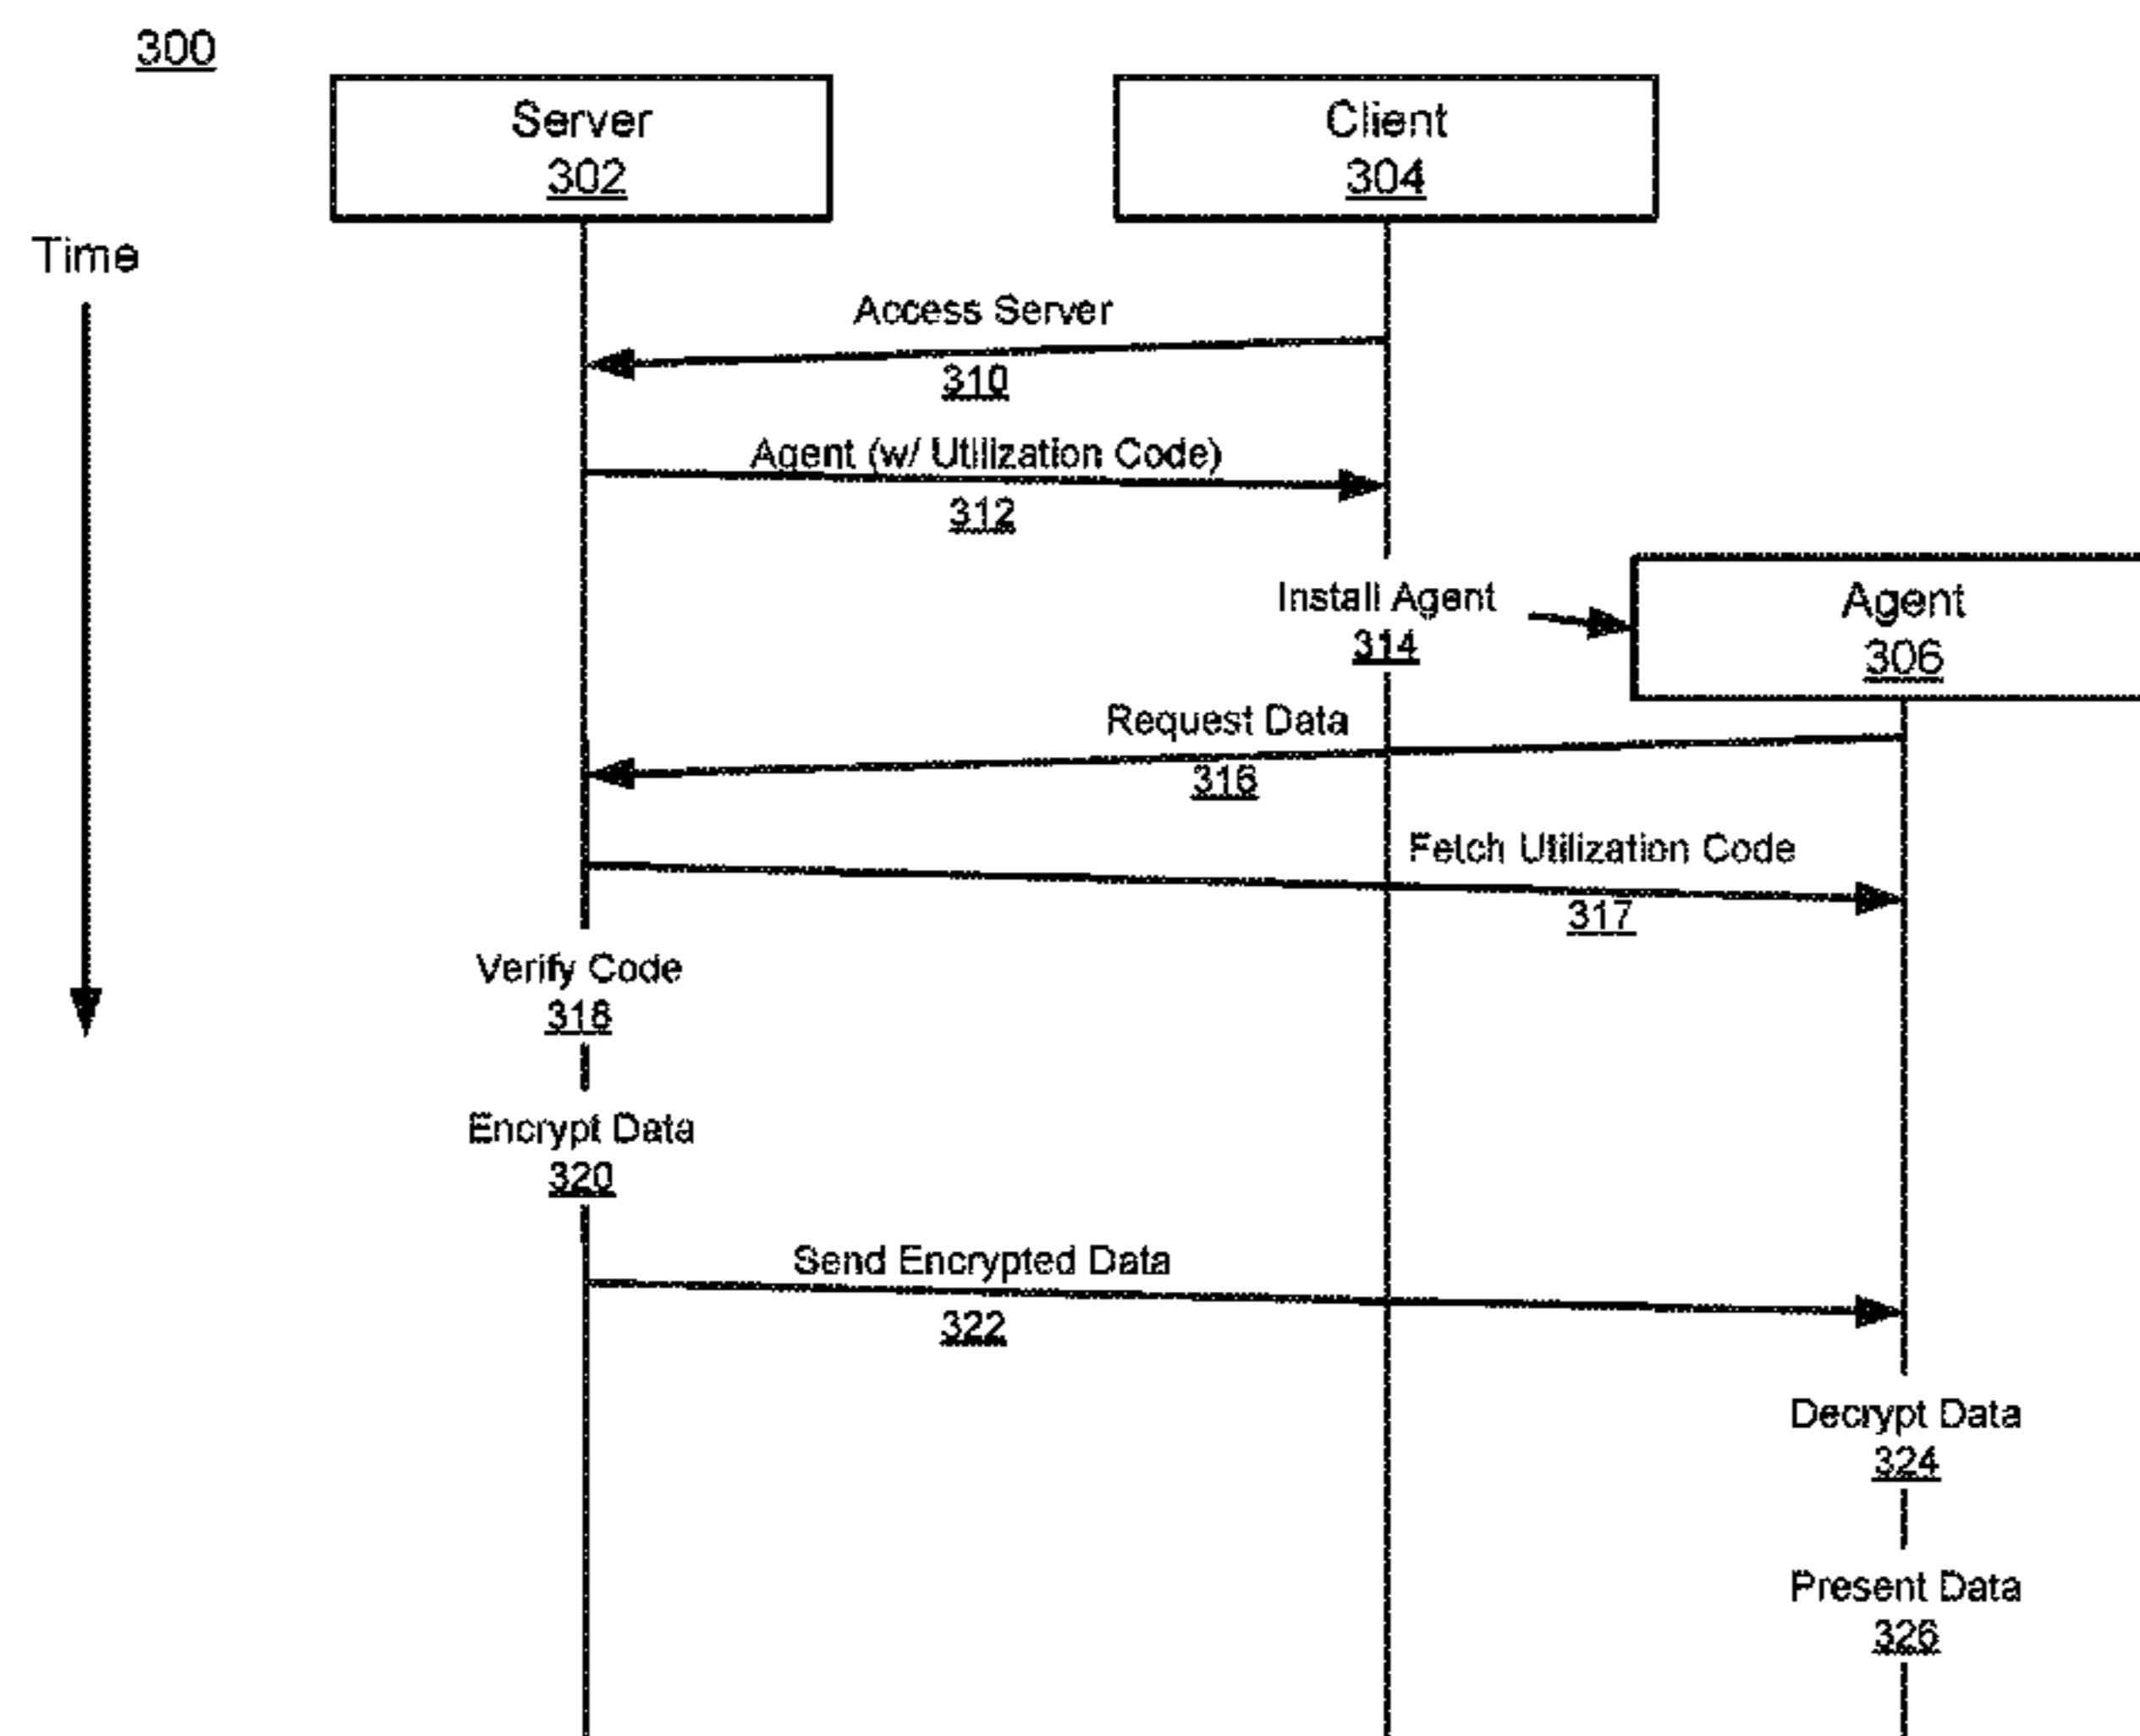 300
Server
302
Client
304
Time
Access Server
310
Agent (w/ Utilization Code)
312
Install Agent
314
Agent
306
Request Data
316
Fetch Utilization Code
317
Verify Code
318
Encrypt Data
320
Send Encrypted Data
322
Decrypt Data
324
Present Data
326